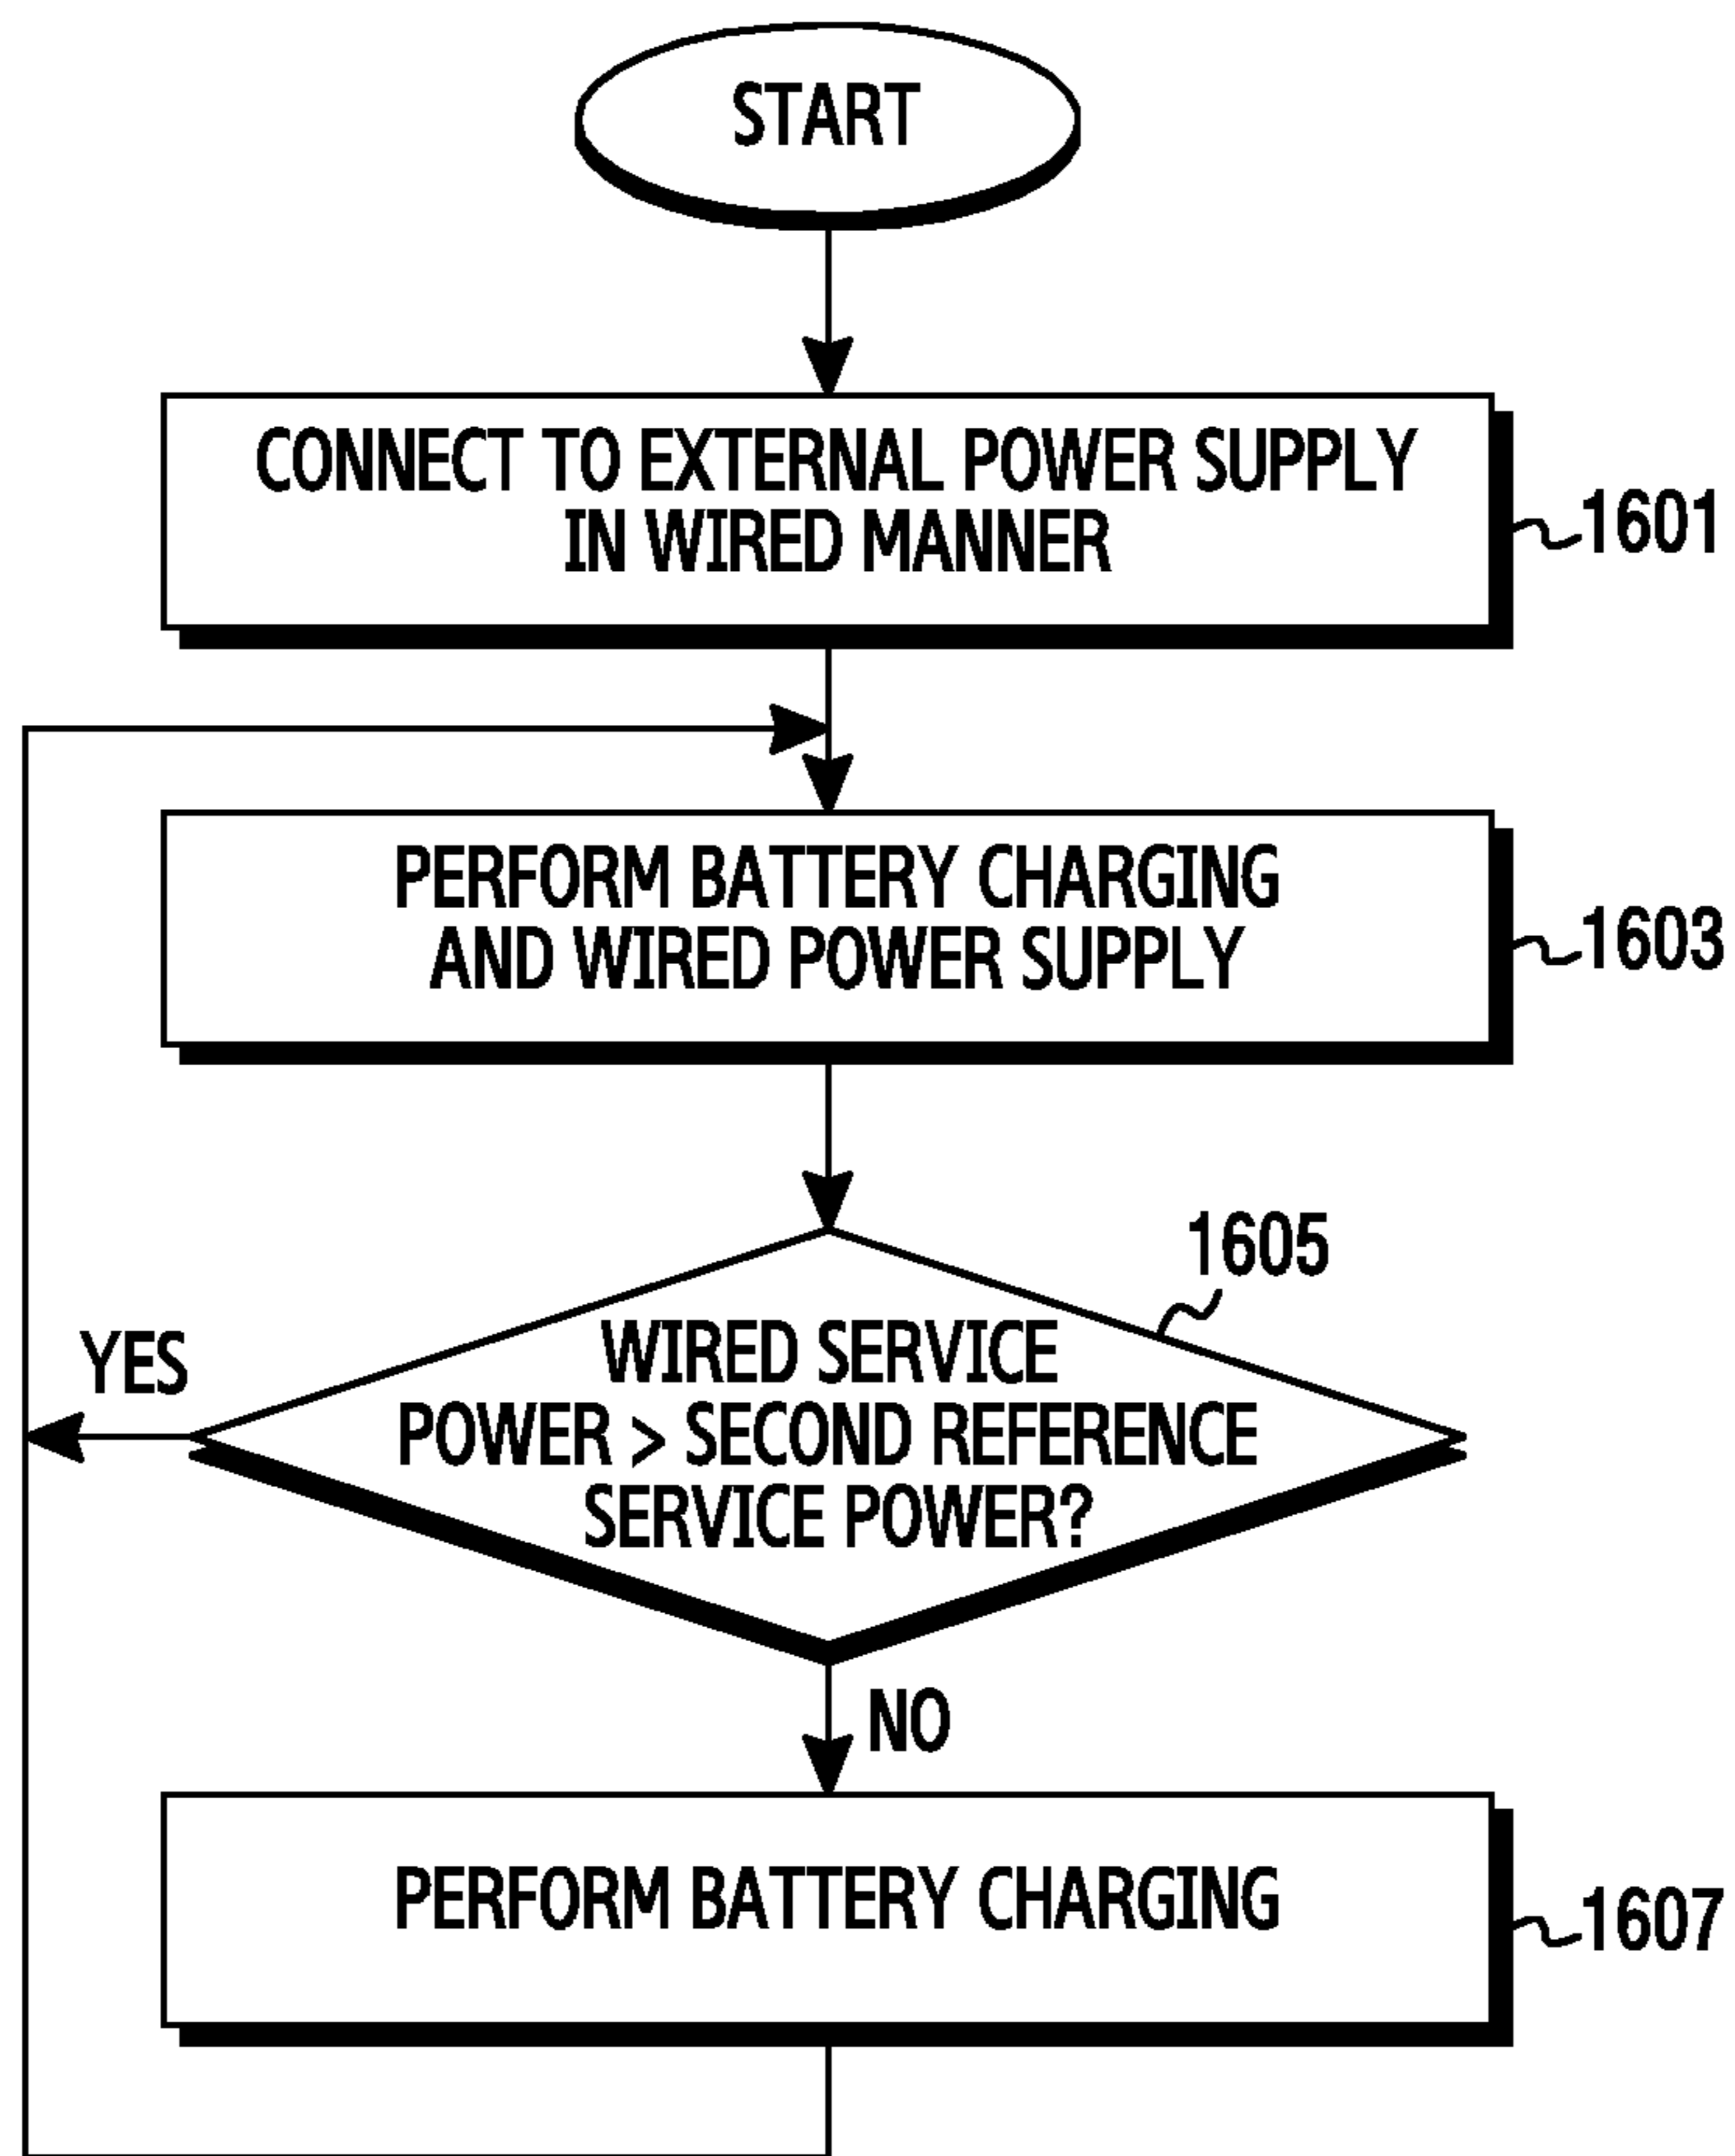 START
CONNECT TO EXTERNAL POWER SUPPLY
IN WIRED MANNER
1601
PERFORM BATTERY CHARGING
AND WIRED POWER SUPPLY
1603
1605
YES
WIRED SERVICE
POWER > SECOND REFERENCE
SERVICE POWER?
NO
PERFORM BATTERY CHARGING
1607